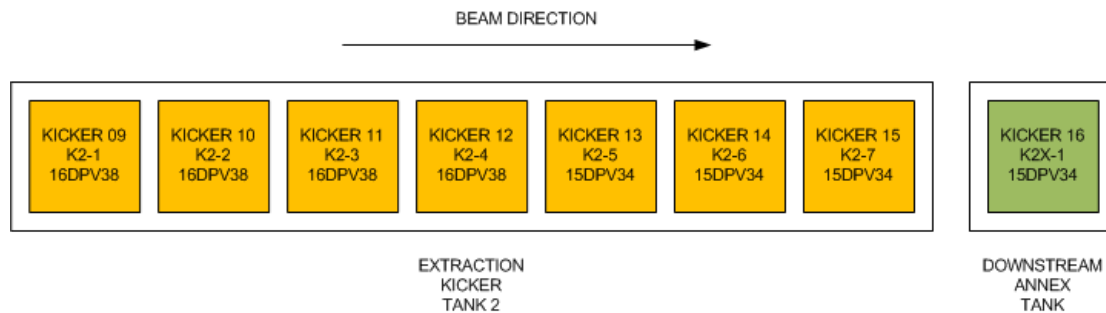 BEAM DIRECTION
KICKER 09
K2-1
16DPV38
KICKER 10
K2-2
16DPV38
KICKER 11
K2-3
16DPV38
KICKER 12
K2-4
16DPV38
KICKER 13
K2-5
15DPV34
KICKER 14
K2-6
15DPV34
KICKER 15
K2-7
15DPV34
KICKER 16
K2X-1
15DPV34
EXTRACTION
KICKER
TANK 2
DOWNSTREAM
ANNEX
TANK